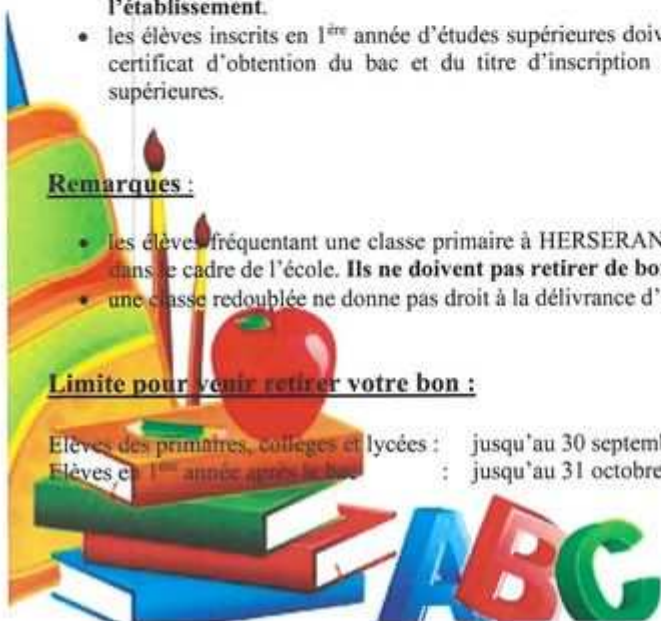 l'établissement.
• les élèves inscrits en 1ère année d'études supérieures doiv
certificat d'obtention du bac et du titre d'inscription
supérieures.
Remarques :
• les élèves fréquentant une classe primaire à HERSERAN
dans le cadre de l'école. Ils ne doivent pas retirer de bo
• une classe redoublée ne donne pas droit à la délivrance d'
Limite pour venir retirer votre bon :
Elèves des primaires, collèges et lycées : jusqu'au 30 septemb
Elèves en 1ère année après le bac : jusqu'au 31 octobre
ABC